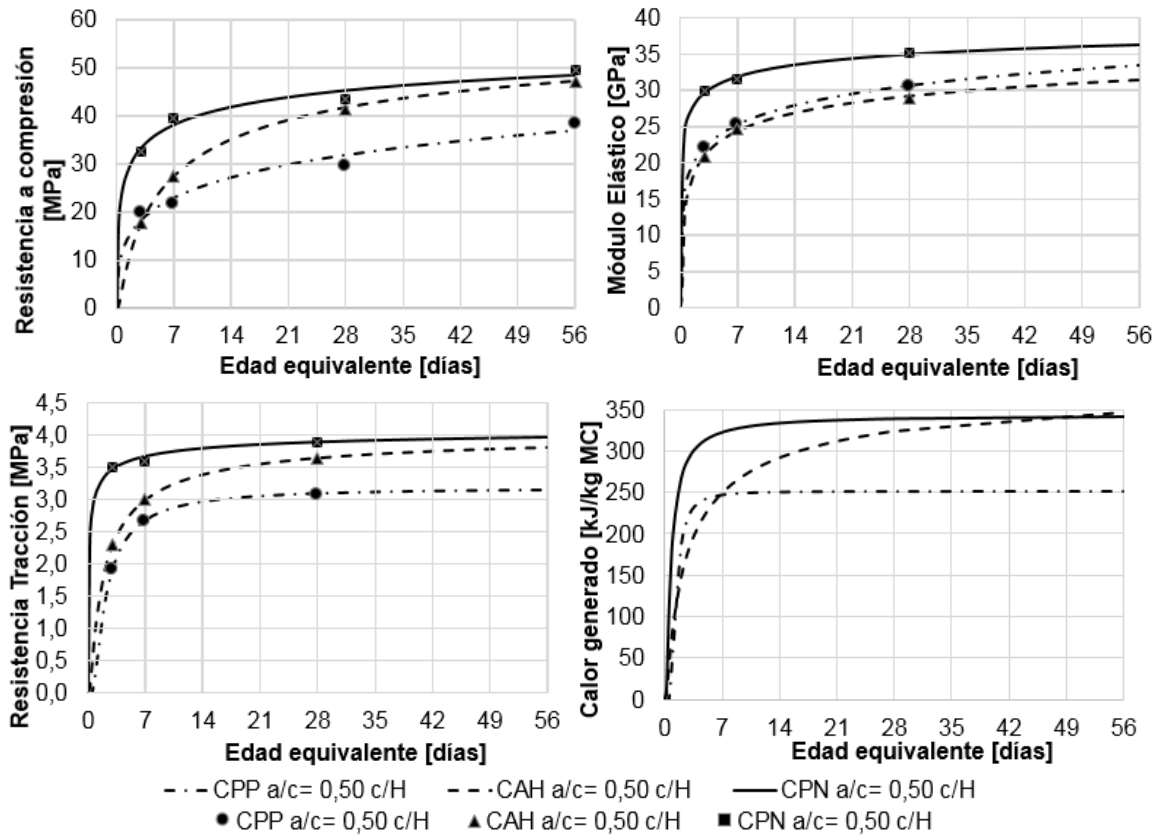 Resistencia a compresión
[MPa]
60
50
40
30
20
10
0
0 7 14 21 28 35 42 49 56
Edad equivalente [días]
Módulo Elástico [GPa]
40
35
30
25
20
15
10
5
0
0 7 14 21 28 35 42 49 56
Edad equivalente [días]
Resistencia Tracción [MPa]
4,5
4,0
3,5
3,0
2,5
2,0
1,5
1,0
0,5
0,0
0 7 14 21 28 35 42 49 56
Edad equivalente [días]
Calor generado [kJ/kg MC]
350
300
250
200
150
100
50
0
0 7 14 21 28 35 42 49 56
Edad equivalente [días]
CPP a/c= 0,50 c/H CAH a/c= 0,50 c/H CPN a/c= 0,50 c/H
CPP a/c= 0,50 c/H CAH a/c= 0,50 c/H CPN a/c= 0,50 c/H